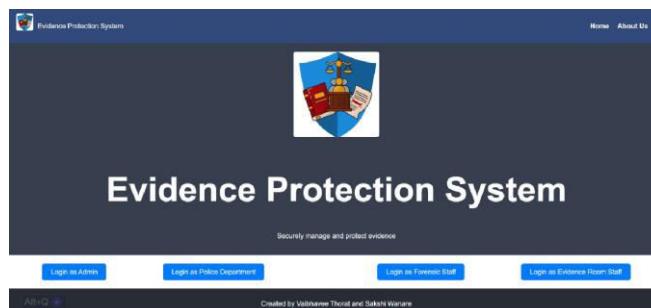 Evidence Protection System
Home About Us
Evidence Protection System
Securely manage and protect evidence
Login as Admin
Login as Police Department
Login as Forensic Staff
Login as Evidence Room Staff
Alt+Q
Created by Vaibhavee Thorat and Sakshi Wanare